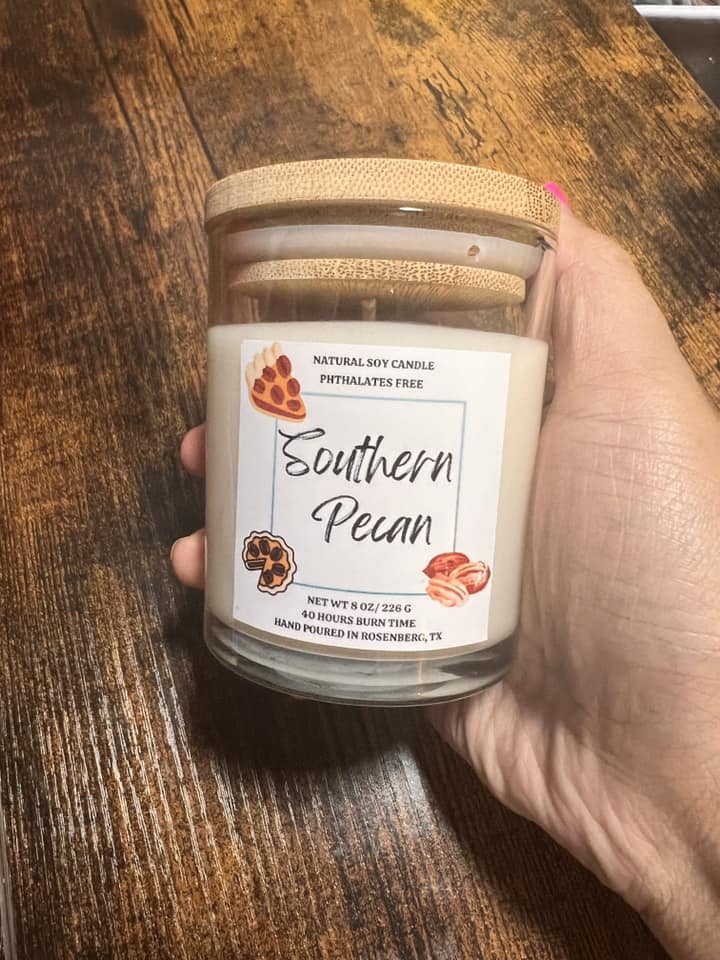 NATURAL SOY CANDLE
PHTHALATES FREE
Southern
Pecan
NET WT 8 OZ/ 226 G
40 HOURS BURN TIME
HAND POURED IN ROSENBERG, TX